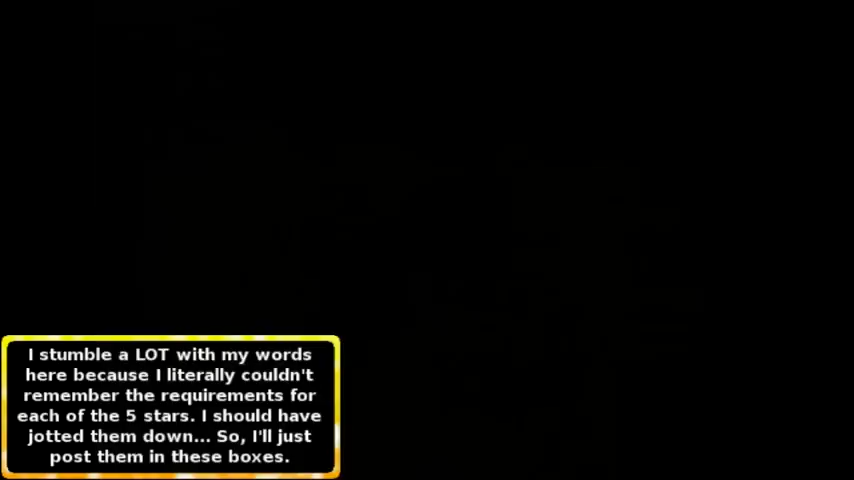 I stumble a LOT with my words
here because I literally couldn't
remember the requirements for
each of the 5 stars. I should have
jotted them down... So, I'll just
post them in these boxes.